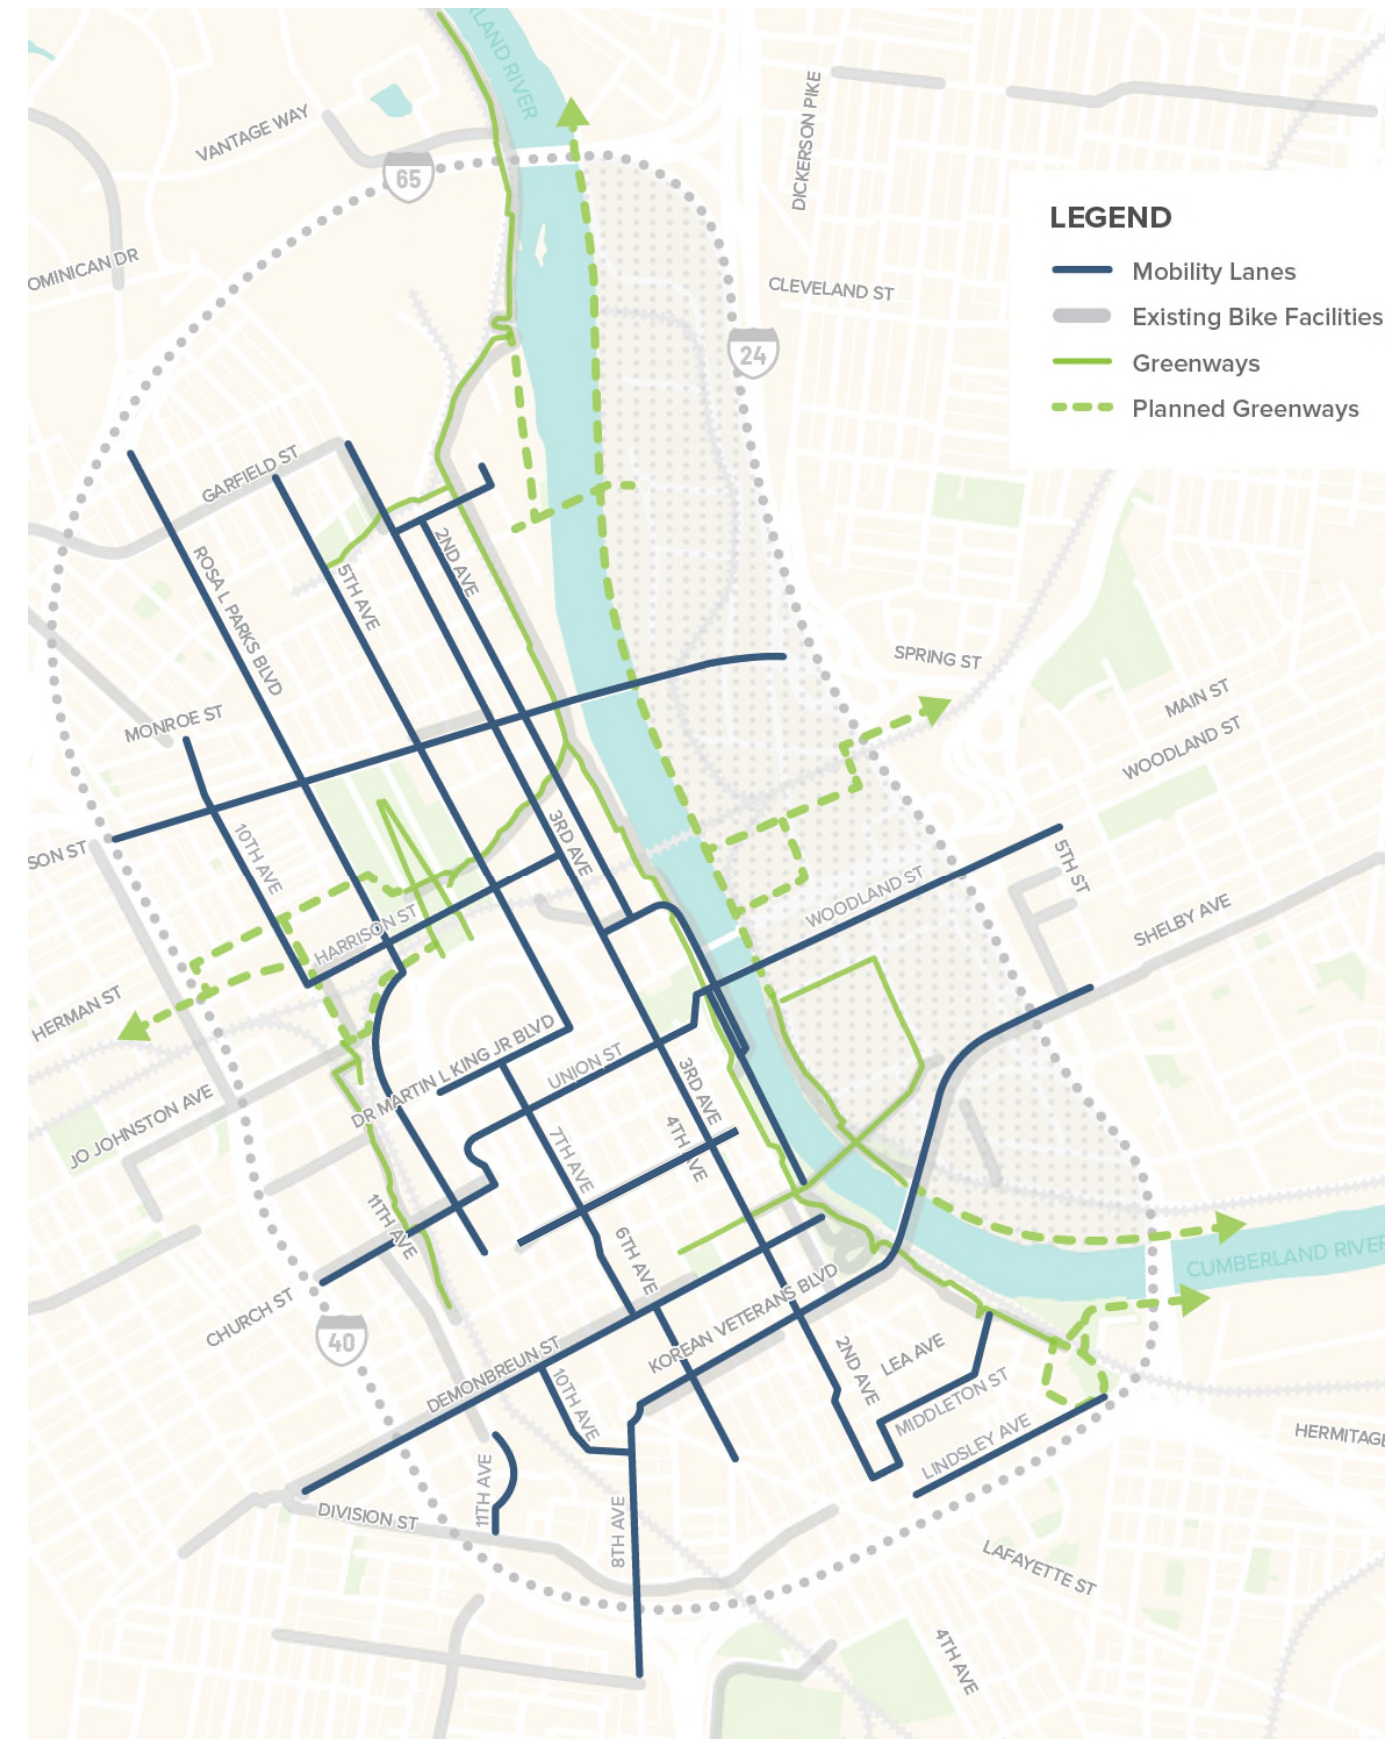 RLAND RIVER
VANTAGE WAY
65
DICKERSON PIKE
LEGEND
Mobility Lanes
Existing Bike Facilities
Greenways
Planned Greenways
OMINICAN DR
CLEVELAND ST
24
GARFIELD ST
2ND AVE
ROSA L PARKS BLVD
5TH AVE
SPRING ST
MAIN ST
WOODLAND ST
MONROE ST
SON ST
10TH AVE
3RD AVE
5TH ST
WOODLAND ST
SHELBY AVE
HARRISON ST
HERMAN ST
DR MARTIN L KING JR BLVD
UNION ST
3RD AVE
JO JOHNSTON AVE
4TH AVE
7TH AVE
11TH AVE
6TH AVE
CUMBERLAND RIVER
CHURCH ST
40
KOREAN VETERANS BLVD
DEMONBREUN ST
2ND AVE
LEA AVE
10TH AVE
MIDDLETON ST
LINDSLEY AVE
HERMITAGE
11TH AVE
DIVISION ST
8TH AVE
LAFAYETTE ST
4TH AVE